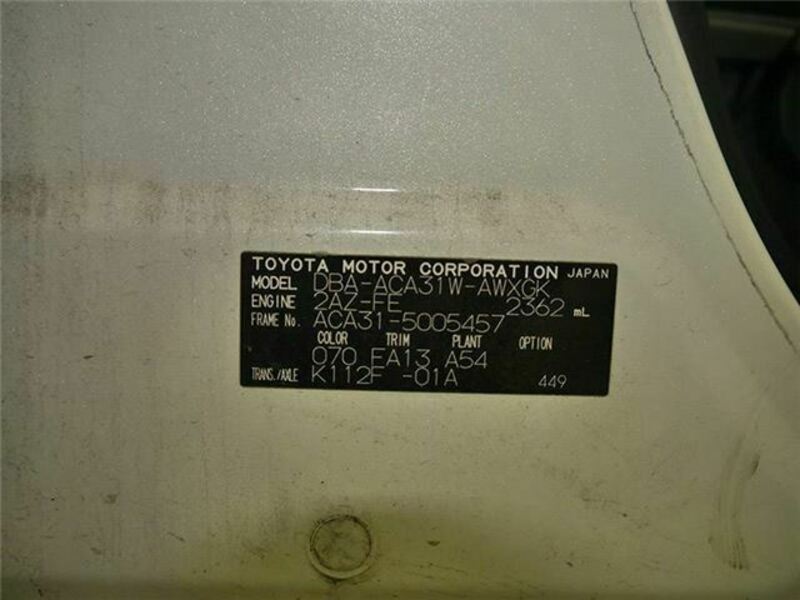 TOYOTA MOTOR CORPORATION JAPAN
MODEL DBA-ACA31W-AWXGK
ENGINE 2AZ-FE 2362 mL
FRAME No. ACA31-5005457
COLOR TRIM PLANT OPTION
070 FA13 A54
TRANS./AXLE K112F -01A 449